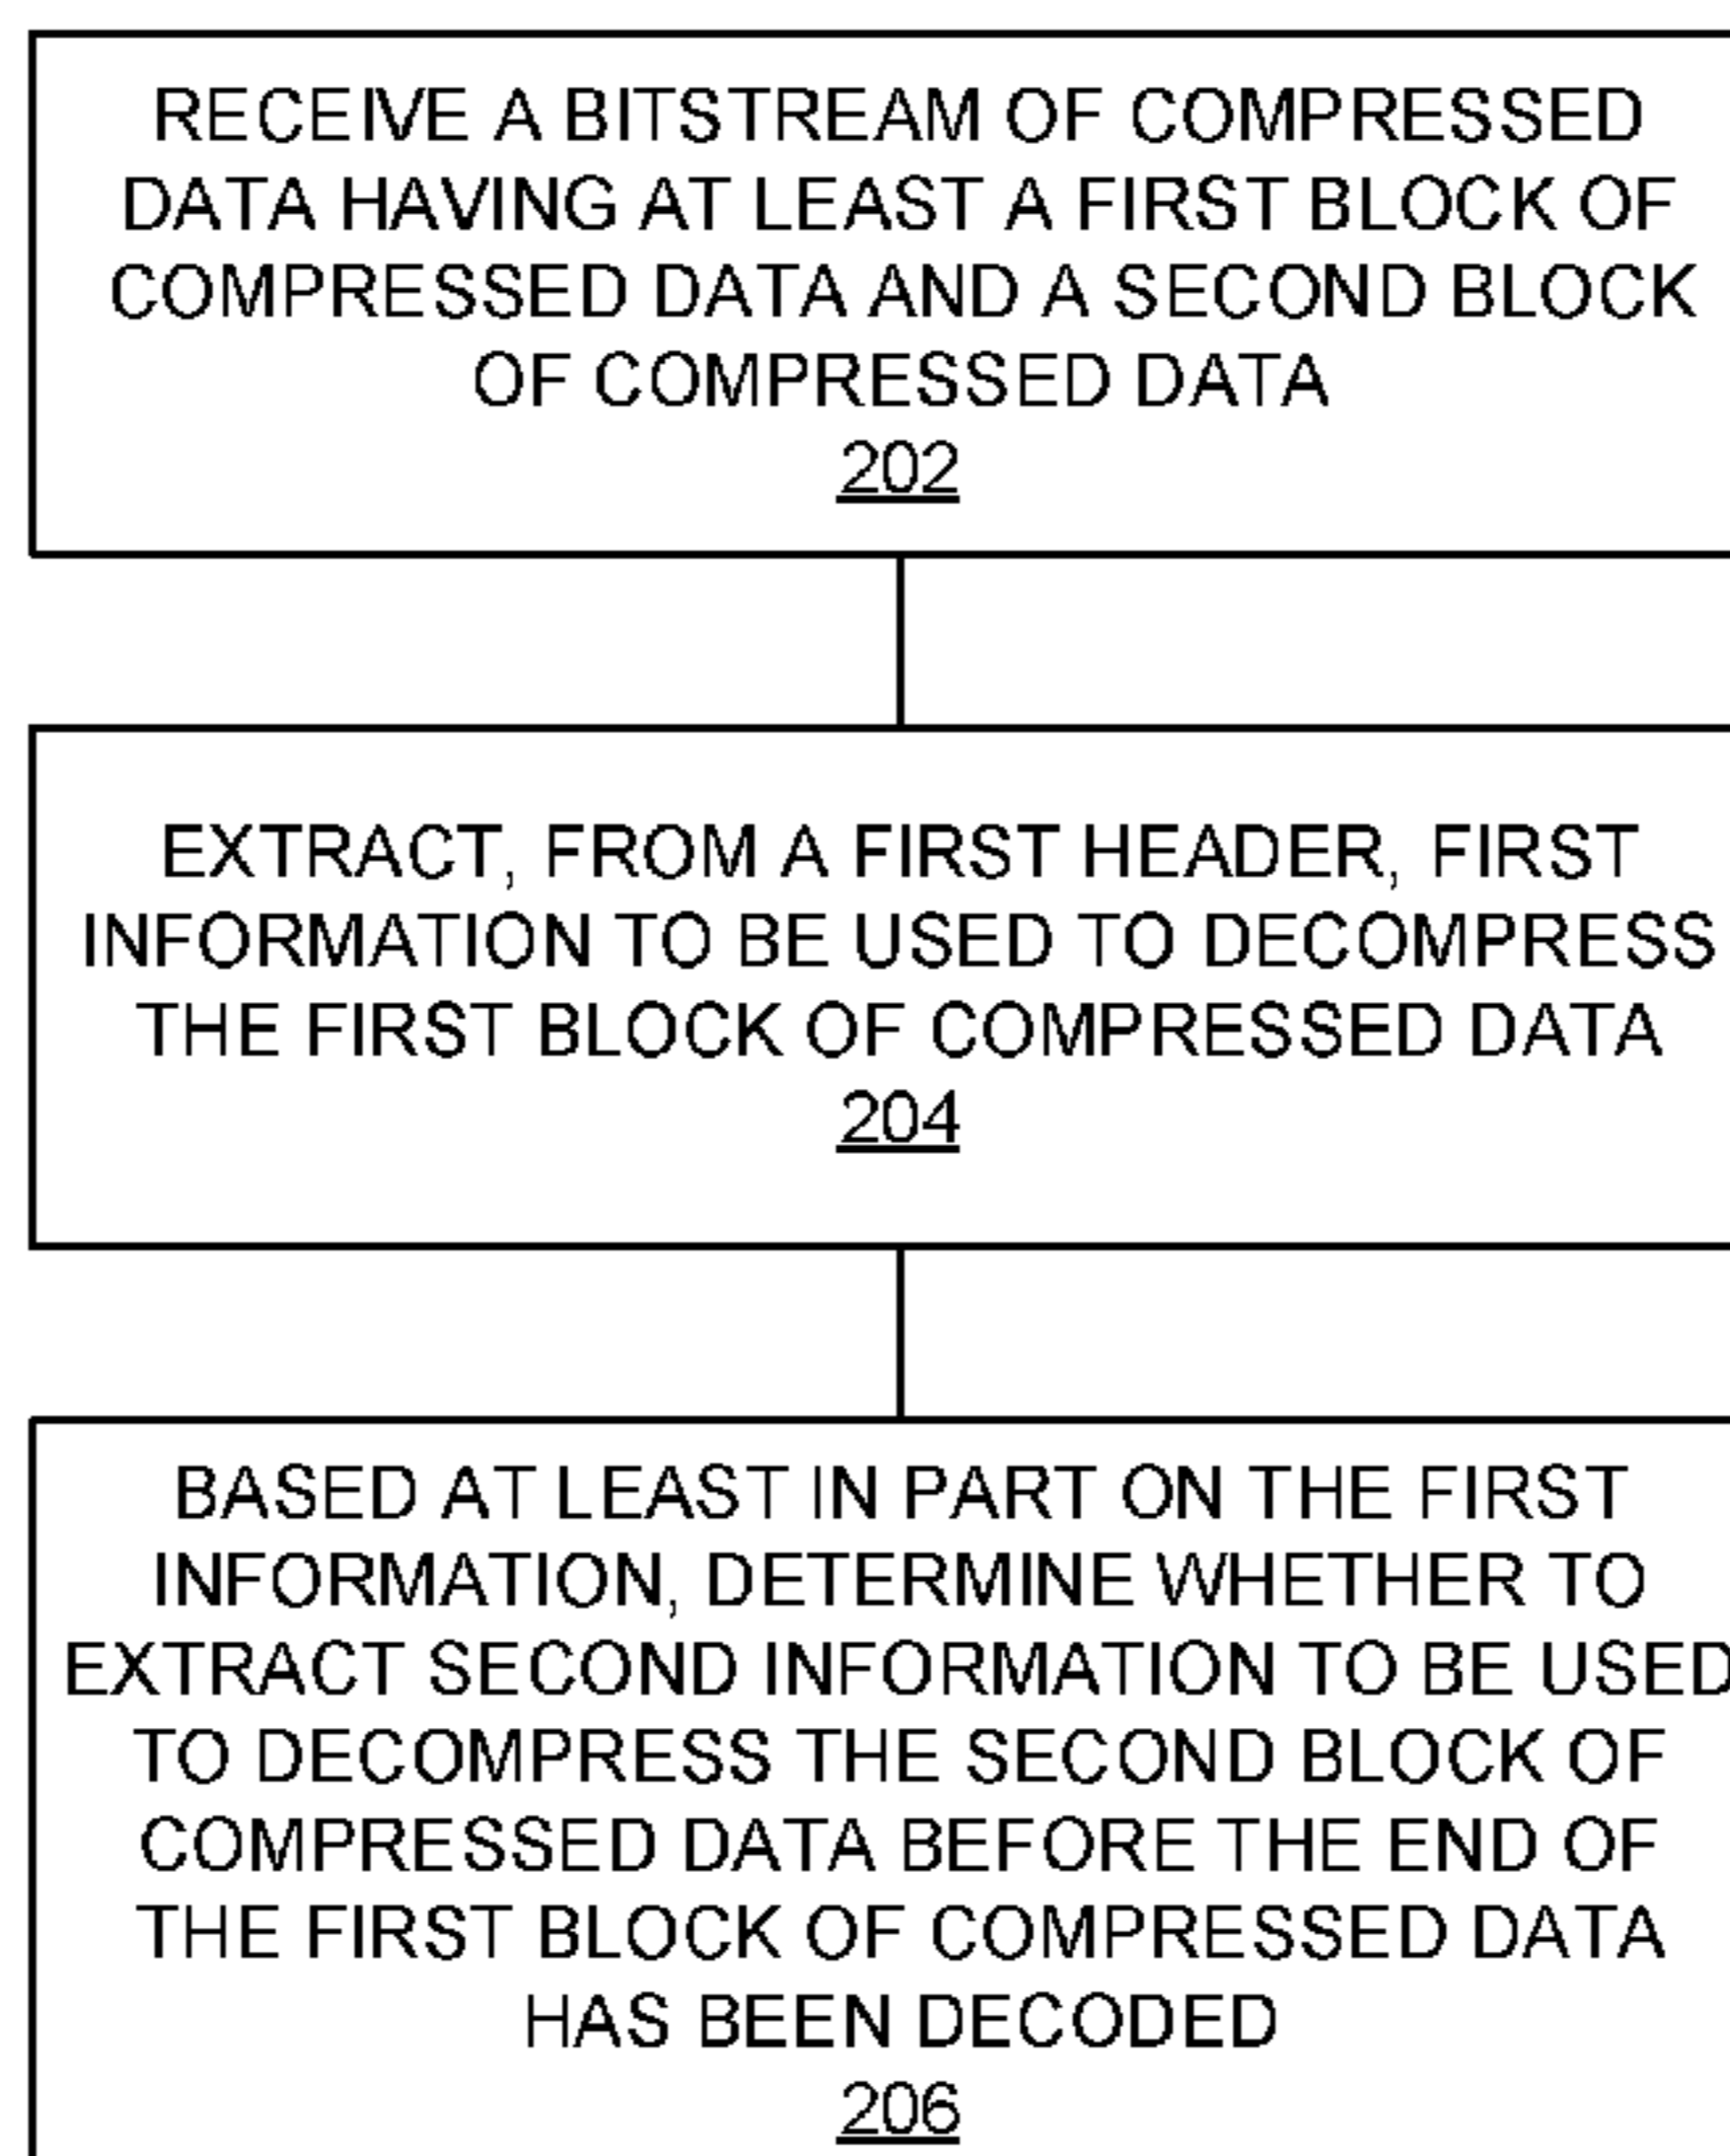 RECEIVE A BITSTREAM OF COMPRESSED
DATA HAVING AT LEAST A FIRST BLOCK OF
COMPRESSED DATA AND A SECOND BLOCK
OF COMPRESSED DATA
202
EXTRACT, FROM A FIRST HEADER, FIRST
INFORMATION TO BE USED TO DECOMPRESS
THE FIRST BLOCK OF COMPRESSED DATA
204
BASED AT LEAST IN PART ON THE FIRST
INFORMATION, DETERMINE WHETHER TO
EXTRACT SECOND INFORMATION TO BE USED
TO DECOMPRESS THE SECOND BLOCK OF
COMPRESSED DATA BEFORE THE END OF
THE FIRST BLOCK OF COMPRESSED DATA
HAS BEEN DECODED
206